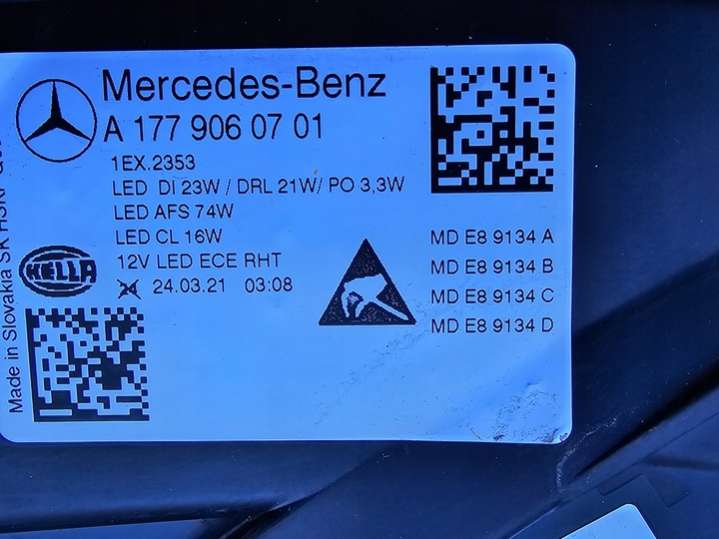 Mercedes-Benz
A 177 906 07 01
1EX.2353
LED DI 23W / DRL 21W/ PO 3,3W
LED AFS 74W
LED CL 16W
12V LED ECE RHT
24.03.21 03:08
MD E8 9134 A
MD E8 9134 B
MD E8 9134 C
MD E8 9134 D
HELLA
Made in Slovakia SK